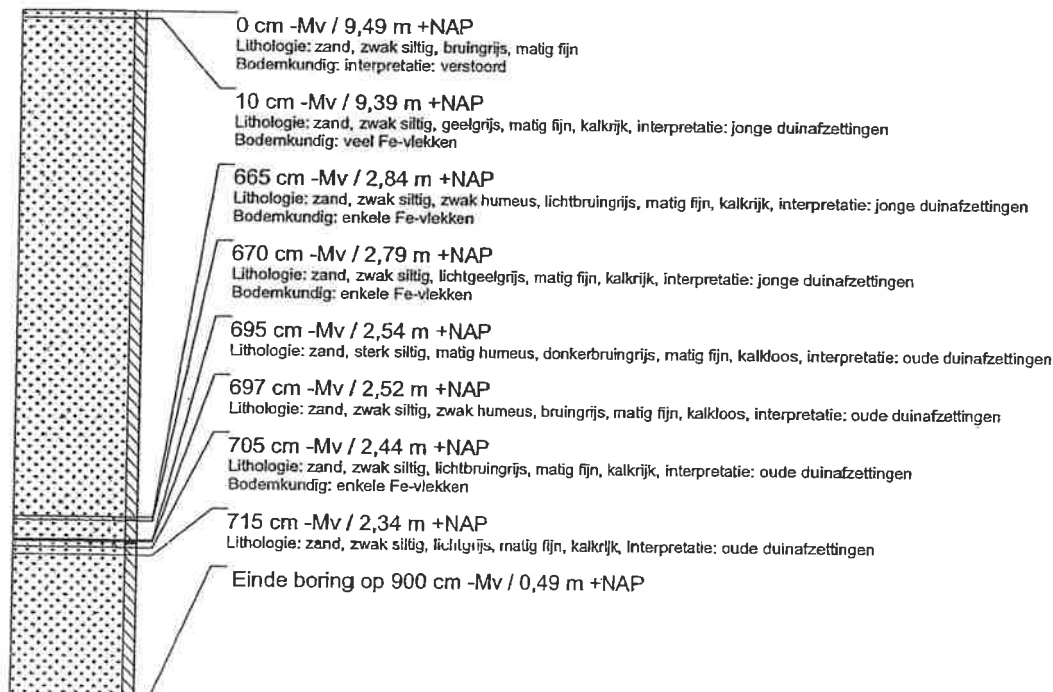 0 cm -Mv / 9,49 m +NAP
Lithologie: zand, zwak siltig, bruingrijs, matig fijn
Bodemkundig: interpretatie: verstoord
10 cm -Mv / 9,39 m +NAP
Lithologie: zand, zwak siltig, geelgrijs, matig fijn, kalkrijk, interpretatie: jonge duinafzettingen
Bodemkundig: veel Fe-vlekken
665 cm -Mv / 2,84 m +NAP
Lithologie: zand, zwak siltig, zwak humeus, lichtbruingrijs, matig fijn, kalkrijk, interpretatie: jonge duinafzettingen
Bodemkundig: enkele Fe-vlekken
670 cm -Mv / 2,79 m +NAP
Lithologie: zand, zwak siltig, lichtgeelgrijs, matig fijn, kalkrijk, interpretatie: jonge duinafzettingen
Bodemkundig: enkele Fe-vlekken
695 cm -Mv / 2,54 m +NAP
Lithologie: zand, sterk siltig, matig humeus, donkerbruingrijs, matig fijn, kalkloos, interpretatie: oude duinafzettingen
697 cm -Mv / 2,52 m +NAP
Lithologie: zand, zwak siltig, zwak humeus, bruingrijs, matig fijn, kalkloos, interpretatie: oude duinafzettingen
705 cm -Mv / 2,44 m +NAP
Lithologie: zand, zwak siltig, lichtbruingrijs, matig fijn, kalkrijk, interpretatie: oude duinafzettingen
Bodemkundig: enkele Fe-vlekken
715 cm -Mv / 2,34 m +NAP
Lithologie: zand, zwak siltig, lichtgrijs, matig fijn, kalkrijk, interpretatie: oude duinafzettingen
Einde boring op 900 cm -Mv / 0,49 m +NAP